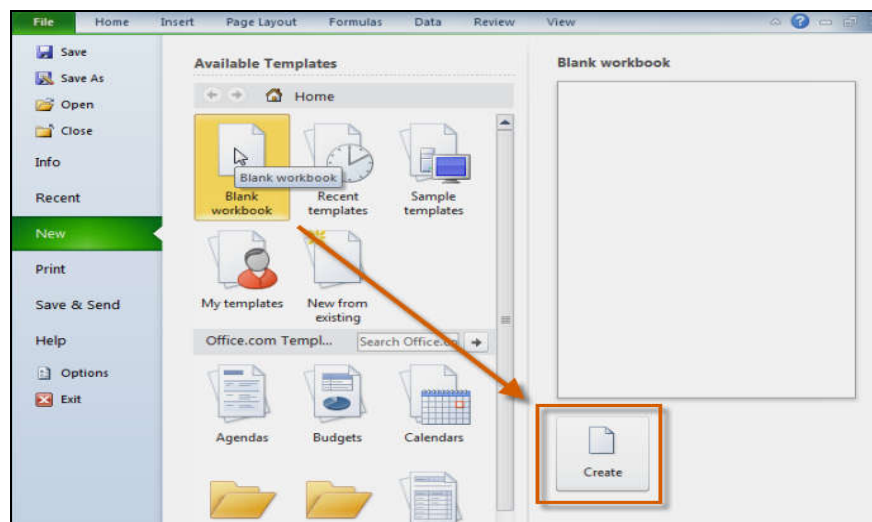 File Home Insert Page Layout Formulas Data Review View
Save
Save As
Open
Close
Info
Recent
New
Print
Save & Send
Help
Options
Exit
Available Templates
Home
Blank workbook
Blank workbook
Recent templates
Sample templates
My templates
New from existing
Office.com Templ... Search Office.co
Agendas
Budgets
Calendars
Blank workbook
Create